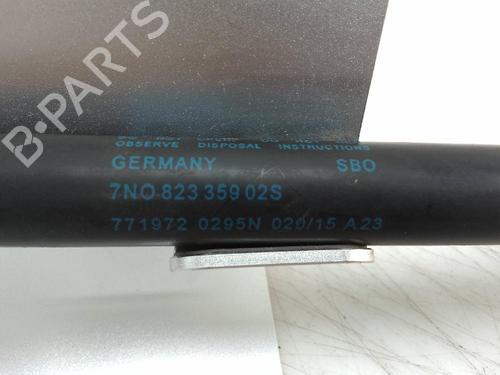 B-PARTS
OBSERVE DISPOSAL INSTRUCTIONS
GERMANY SBO
7NO 823 359 02S
771972 0295N 020/15 A23